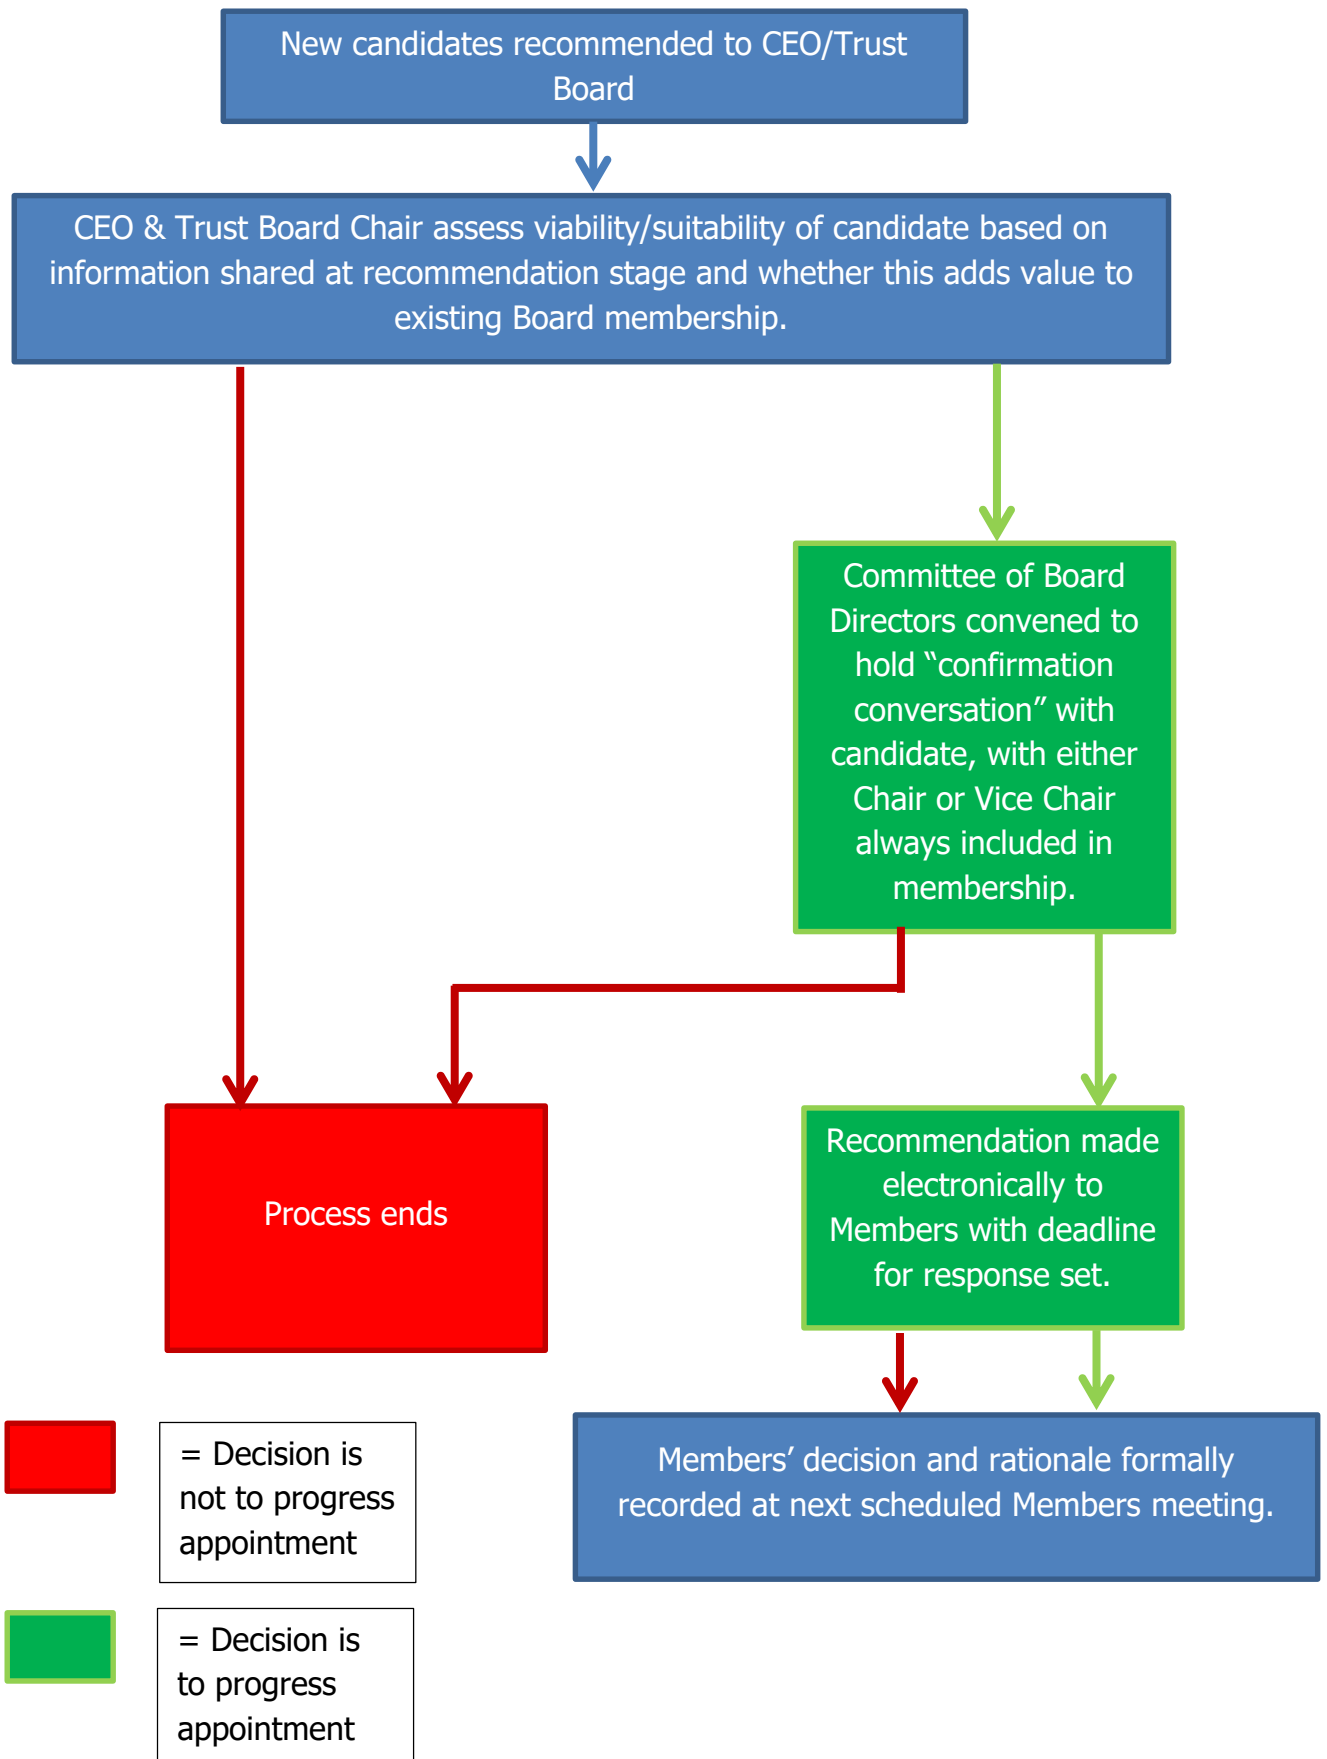 New candidates recommended to CEO/Trust
Board
CEO & Trust Board Chair assess viability/suitability of candidate based on
information shared at recommendation stage and whether this adds value to
existing Board membership.
Committee of Board
Directors convened to
hold “confirmation
conversation” with
candidate, with either
Chair or Vice Chair
always included in
membership.
Process ends
Recommendation made
electronically to
Members with deadline
for response set.
Members’ decision and rationale formally
recorded at next scheduled Members meeting.
= Decision is
not to progress
appointment
= Decision is
to progress
appointment